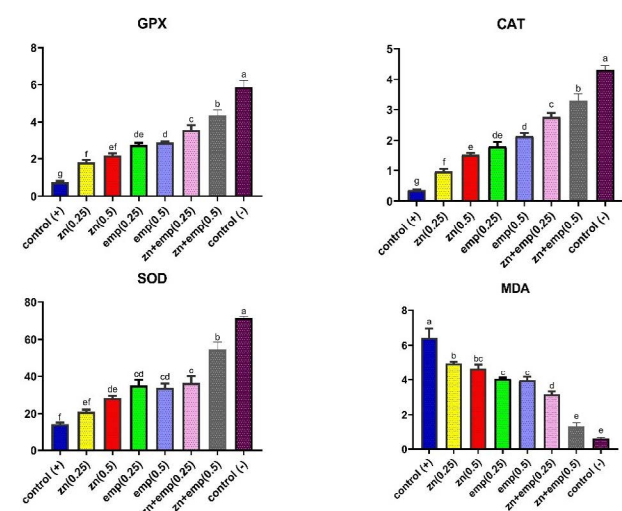 GPX
8
6
4
2
0
g
f
ef
de
d
c
b
a
control (+)
zn(0.25)
zn(0.5)
emp(0.25)
emp(0.5)
zn+emp(0.25)
zn+emp(0.5)
control (-)
CAT
5
4
3
2
1
0
g
f
e
de
d
c
b
a
control (+)
zn(0.25)
zn(0.5)
emp(0.25)
emp(0.5)
zn+emp(0.25)
zn+emp(0.5)
control (-)
SOD
80
60
40
20
0
f
ef
de
cd
cd
c
b
a
control (+)
zn(0.25)
zn(0.5)
emp(0.25)
emp(0.5)
zn+emp(0.25)
zn+emp(0.5)
control (-)
MDA
8
6
4
2
0
a
b
bc
c
c
d
e
e
control (+)
zn(0.25)
zn(0.5)
emp(0.25)
emp(0.5)
zn+emp(0.25)
zn+emp(0.5)
control (-)